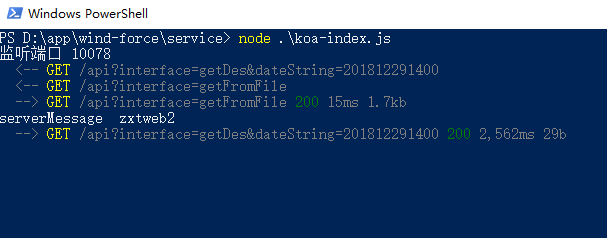 Windows PowerShell
PS D:\app\wind-force\service> node .\koa-index.js
监听端口 10078
<-- GET /api?interface=getDes&dateString=201812291400
<-- GET /api?interface=getFromFile
--> GET /api?interface=getFromFile 200 15ms 1.7kb
serverMessage  zxtweb2
--> GET /api?interface=getDes&dateString=201812291400 200 2,562ms 29b